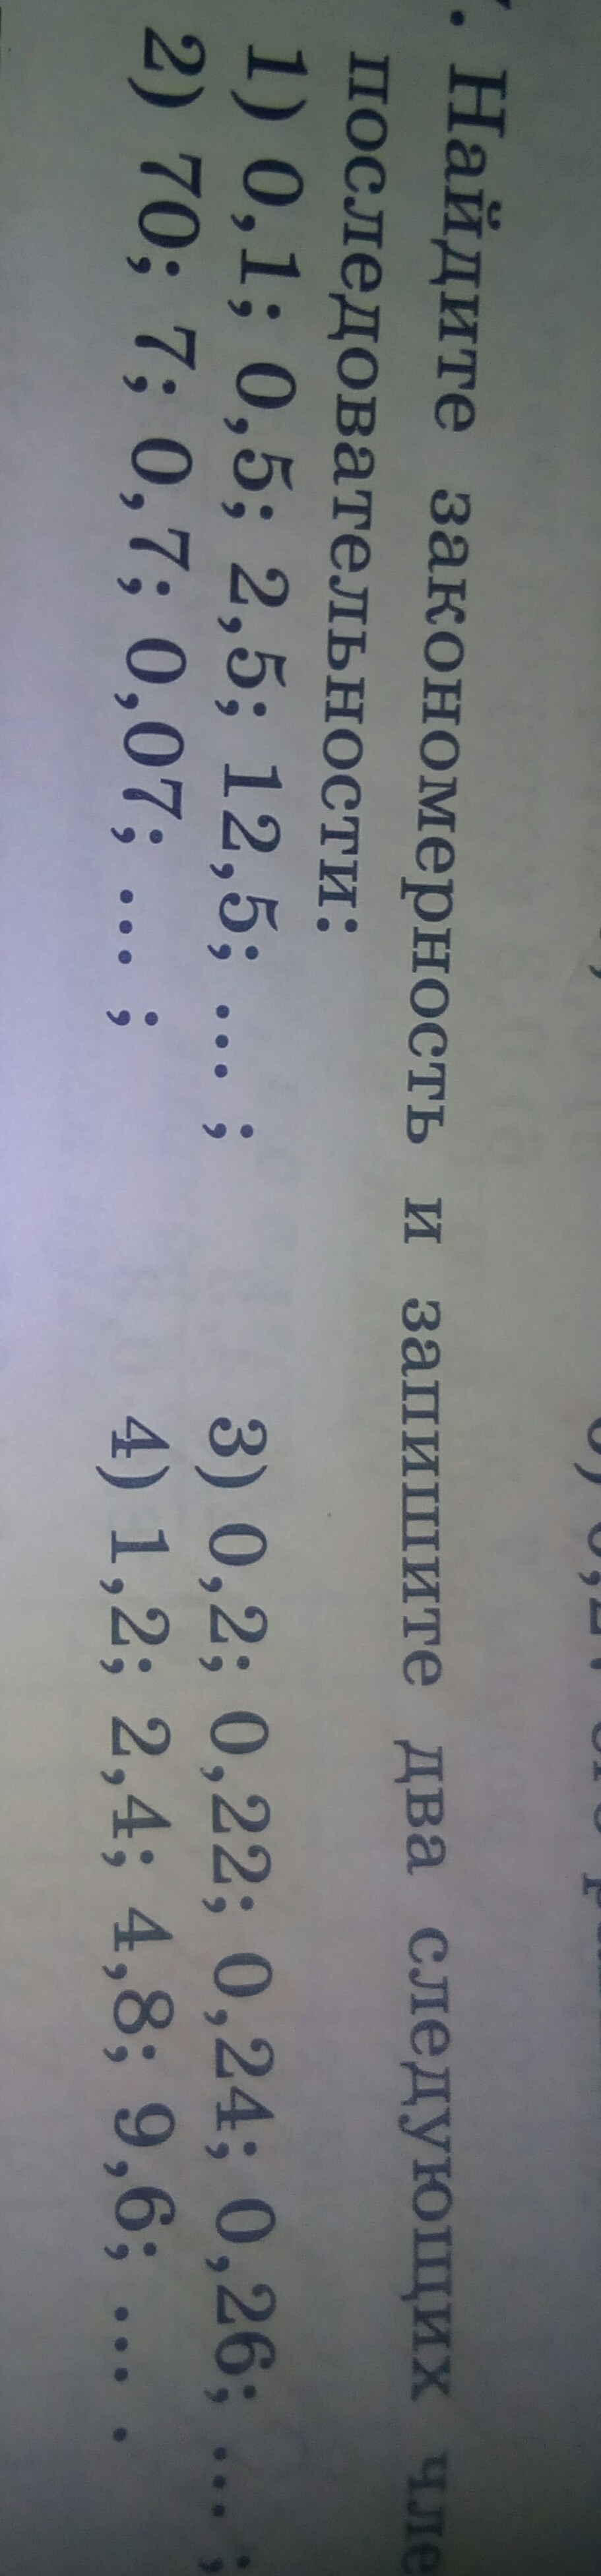 . Найдите закономерность и запишите два следующих
последовательности:
1) 0,1; 0,5; 2,5; 12,5; ... ;
3) 0,2; 0,22; 0,24; 0,26; ... ;
2) 70; 7; 0,7; 0,07; ... ;
4) 1,2; 2,4; 4,8; 9,6; ... .